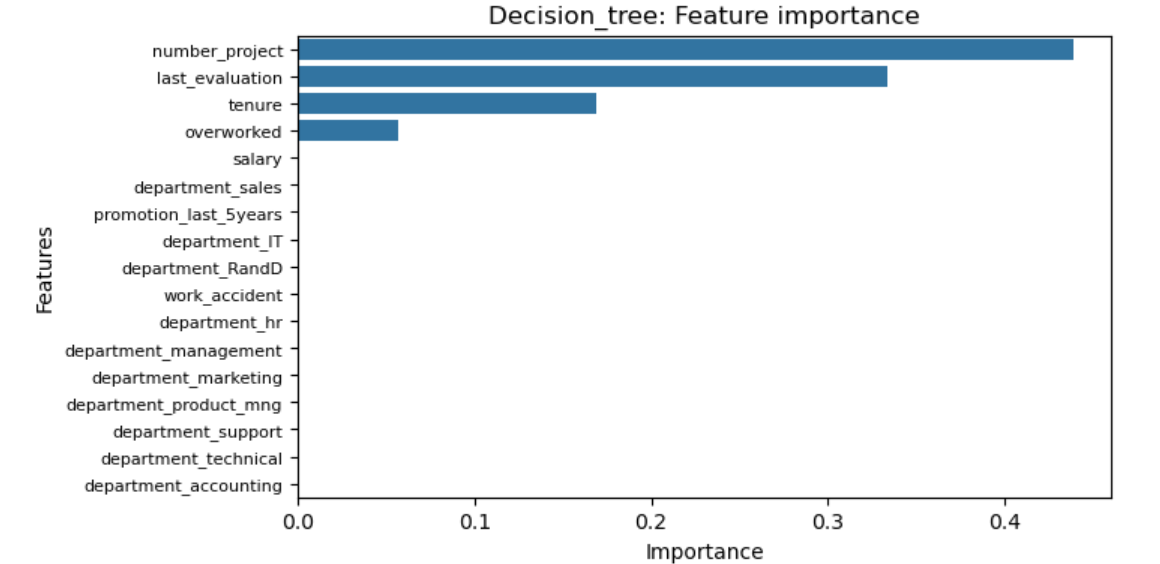 Decision_tree: Feature importance
number_project
last_evaluation
tenure
overworked
salary
department_sales
promotion_last_5years
department_IT
department_RandD
work_accident
department_hr
department_management
department_marketing
department_product_mng
department_support
department_technical
department_accounting
Features
0.0 0.1 0.2 0.3 0.4
Importance